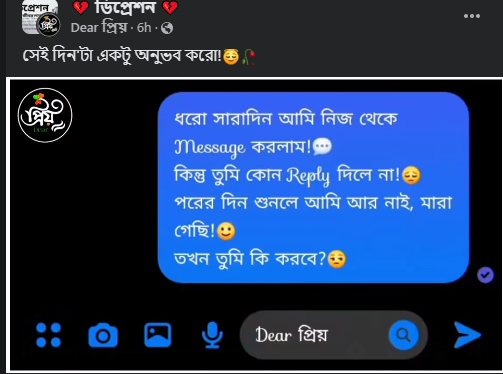 প্রেশন
💔 ডিপ্রেশন 💔
Dear প্রিয় · 6h ·
সেই দিন'টা একটু অনুভব করো!😌🥀
প্রিয়
Dear
ধরো সারাদিন আমি নিজ থেকে
Message করলাম!💬
কিন্তু তুমি কোন Reply দিলে না!😔
পরের দিন শুনলে আমি আর নাই, মারা
গেছি!🙂
তখন তুমি কি করবে?😒
Dear প্রিয়